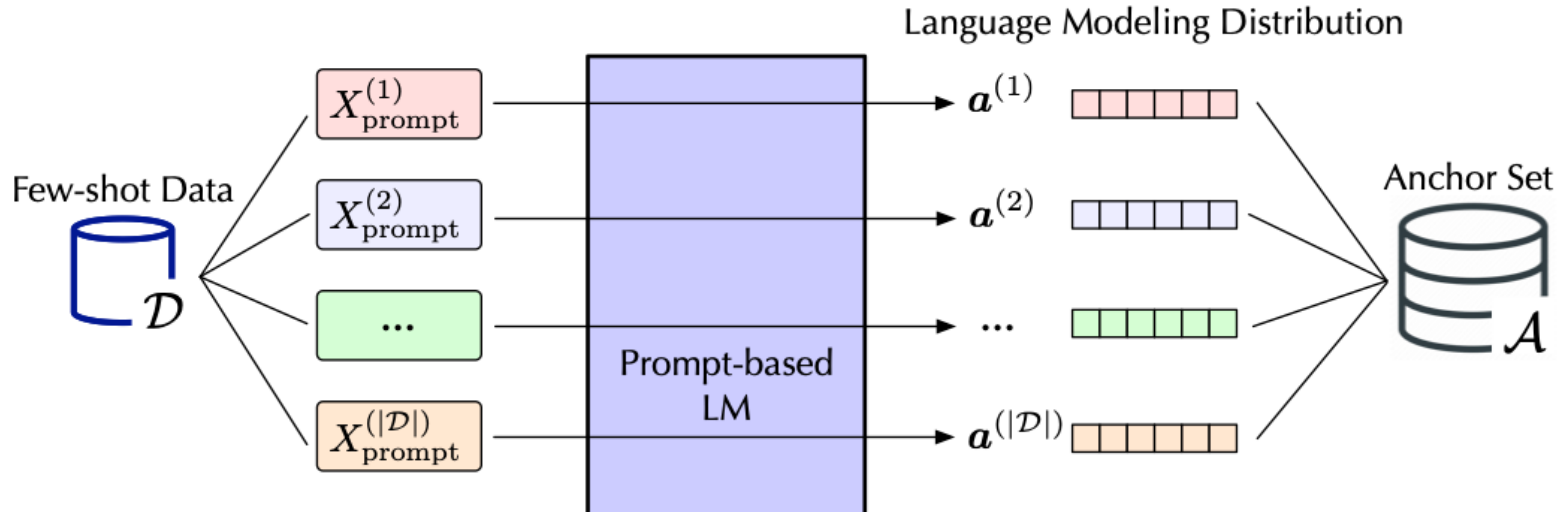 Language Modeling Distribution
Few-shot Data
𝒟
X_prompt^(1)
X_prompt^(2)
...
X_prompt^(|𝒟|)
Prompt-based
LM
a^(1)
a^(2)
...
a^(|𝒟|)
Anchor Set
𝒜